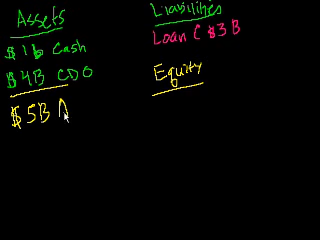 Assets
$1b Cash
$4B CDO
$5B A
Liabilities
Loan C $3B
Equity